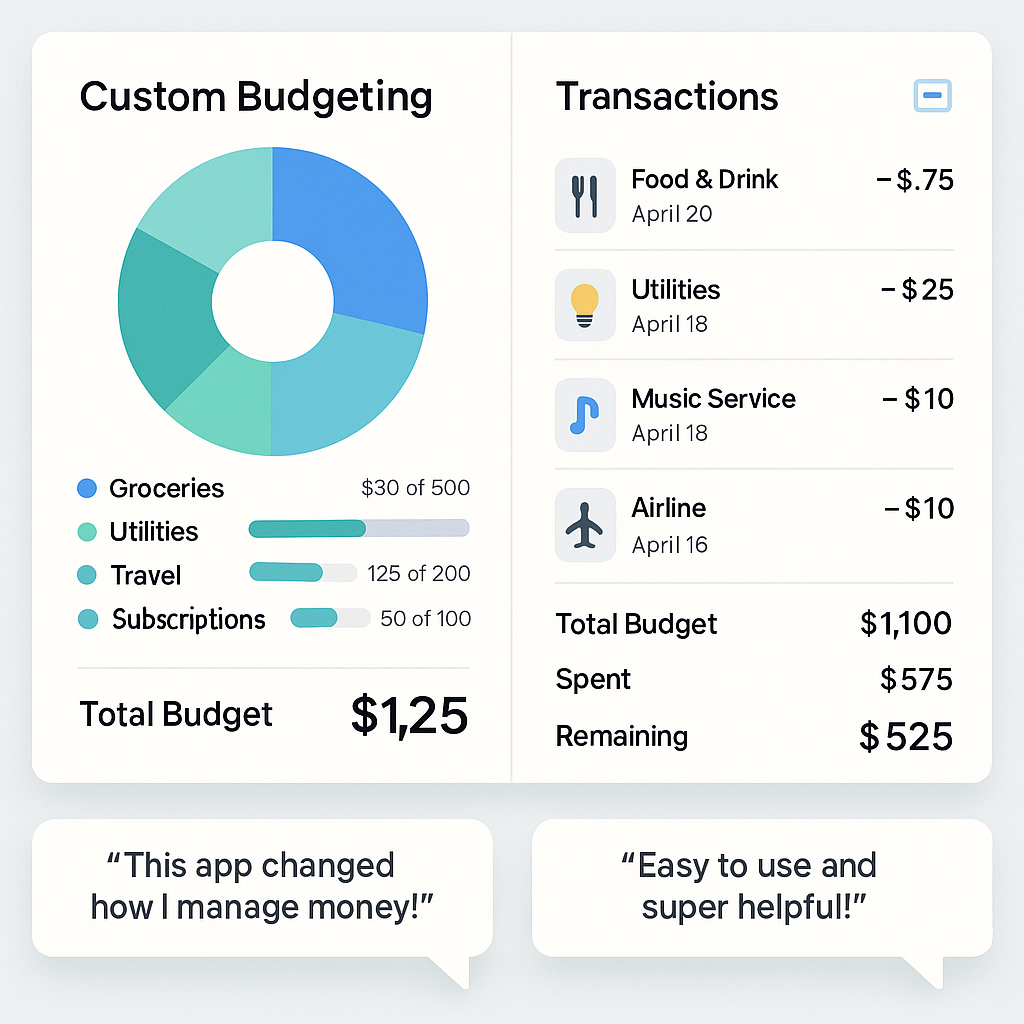 Custom Budgeting
Groceries $30 of 500
Utilities
Travel 125 of 200
Subscriptions 50 of 100
Total Budget $1,25
Transactions
Food & Drink –$.75
April 20
Utilities –$25
April 18
Music Service –$10
April 18
Airline –$10
April 16
Total Budget $1,100
Spent $575
Remaining $525
“This app changed
how I manage money!”
“Easy to use and
super helpful!”